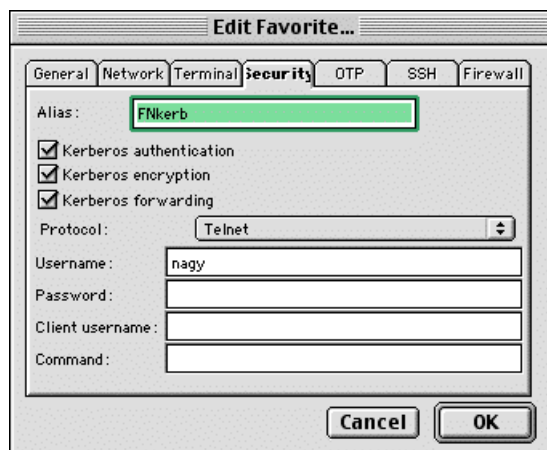 Edit Favorite...
General Network Terminal Security OTP SSH Firewall
Alias: FNkerb
Kerberos authentication
Kerberos encryption
Kerberos forwarding
Protocol: Telnet
Username: nagy
Password:
Client username:
Command:
Cancel OK